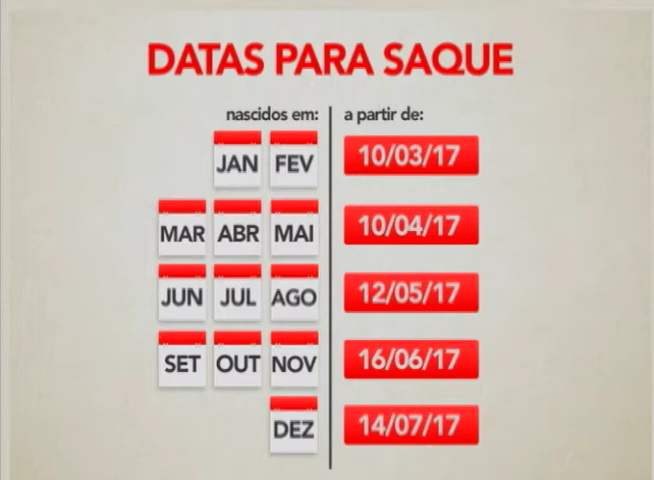 DATAS PARA SAQUE
nascidos em: a partir de:
JAN FEV 10/03/17
MAR ABR MAI 10/04/17
JUN JUL AGO 12/05/17
SET OUT NOV 16/06/17
DEZ 14/07/17